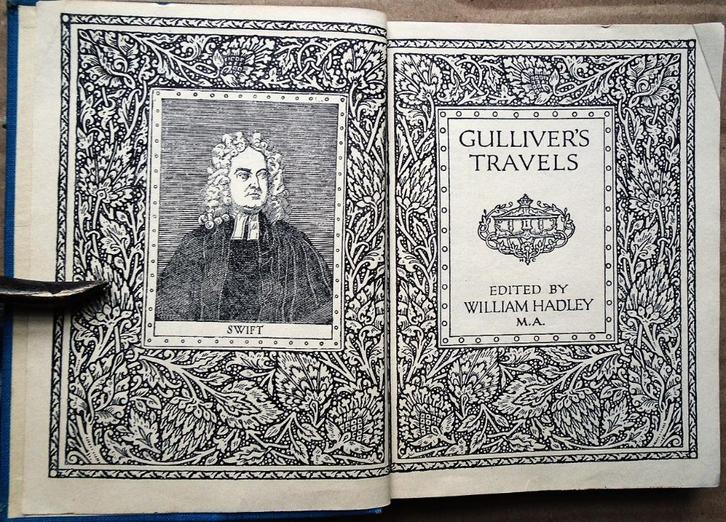 SWIFT
GULLIVER'S
TRAVELS
EDITED BY
WILLIAM HADLEY
M.A.